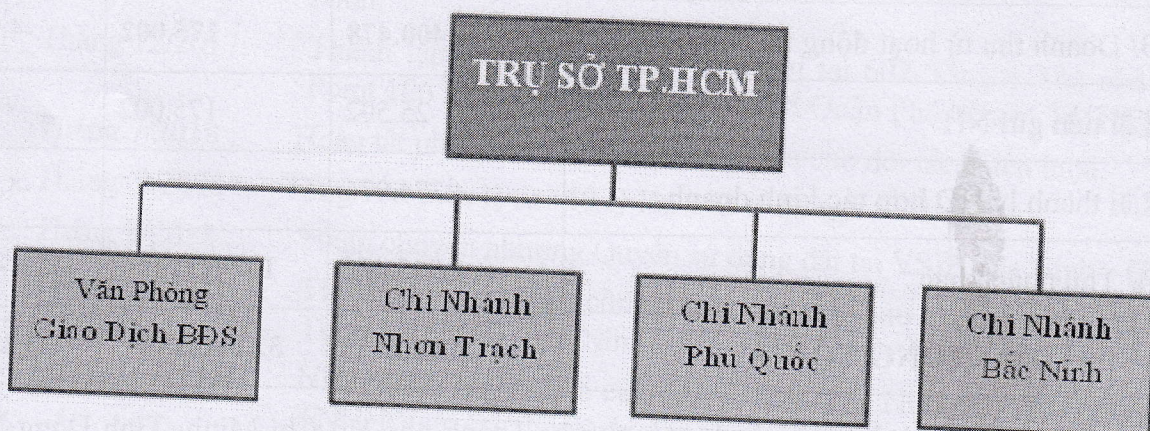 TRỤ SỞ TP.HCM
Văn Phòng
Giao Dịch BĐS
Chi Nhánh
Nhơn Trạch
Chi Nhánh
Phú Quốc
Chi Nhánh
Bắc Ninh